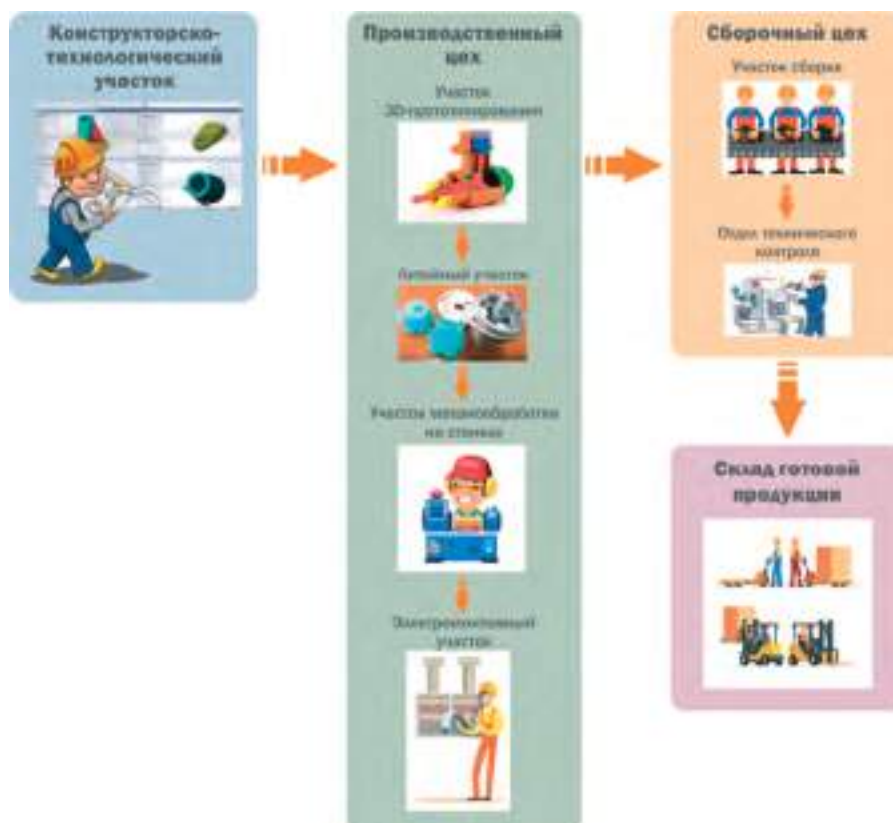 Конструкторско-
технологический
участок
Производственный
цех
Участок
3D-прототипирования
Литейный участок
Участок механообработки
на станках
Электромонтажный
участок
Сборочный цех
Участок сборки
Отдел технического
контроля
Склад готовой
продукции